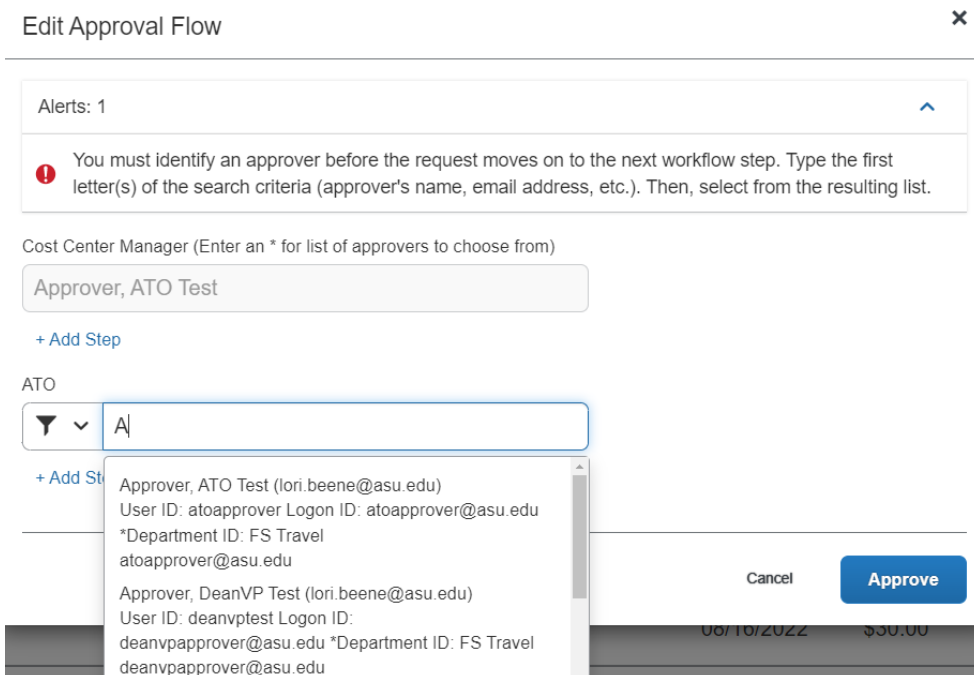 Edit Approval Flow
Alerts: 1
You must identify an approver before the request moves on to the next workflow step. Type the first
letter(s) of the search criteria (approver's name, email address, etc.). Then, select from the resulting list.
Cost Center Manager (Enter an * for list of approvers to choose from)
Approver, ATO Test
+ Add Step
ATO
A
+ Add St
Approver, ATO Test (lori.beene@asu.edu)
User ID: atoapprover Logon ID: atoapprover@asu.edu
*Department ID: FS Travel
atoapprover@asu.edu
Approver, DeanVP Test (lori.beene@asu.edu)
User ID: deanvptest Logon ID:
deanvpapprover@asu.edu *Department ID: FS Travel
deanvpapprover@asu.edu
Cancel
Approve
08/16/2022 $30.00